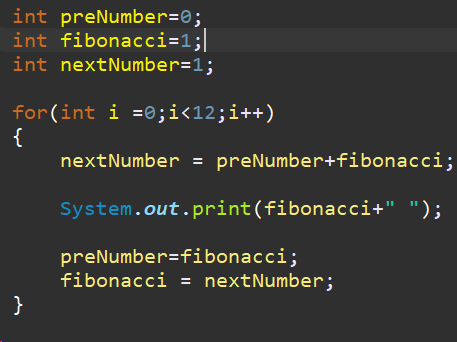 int preNumber=0;
int fibonacci=1;
int nextNumber=1;

for(int i =0;i<12;i++)
{
    nextNumber = preNumber+fibonacci;

    System.out.print(fibonacci+" ");

    preNumber=fibonacci;
    fibonacci = nextNumber;
}